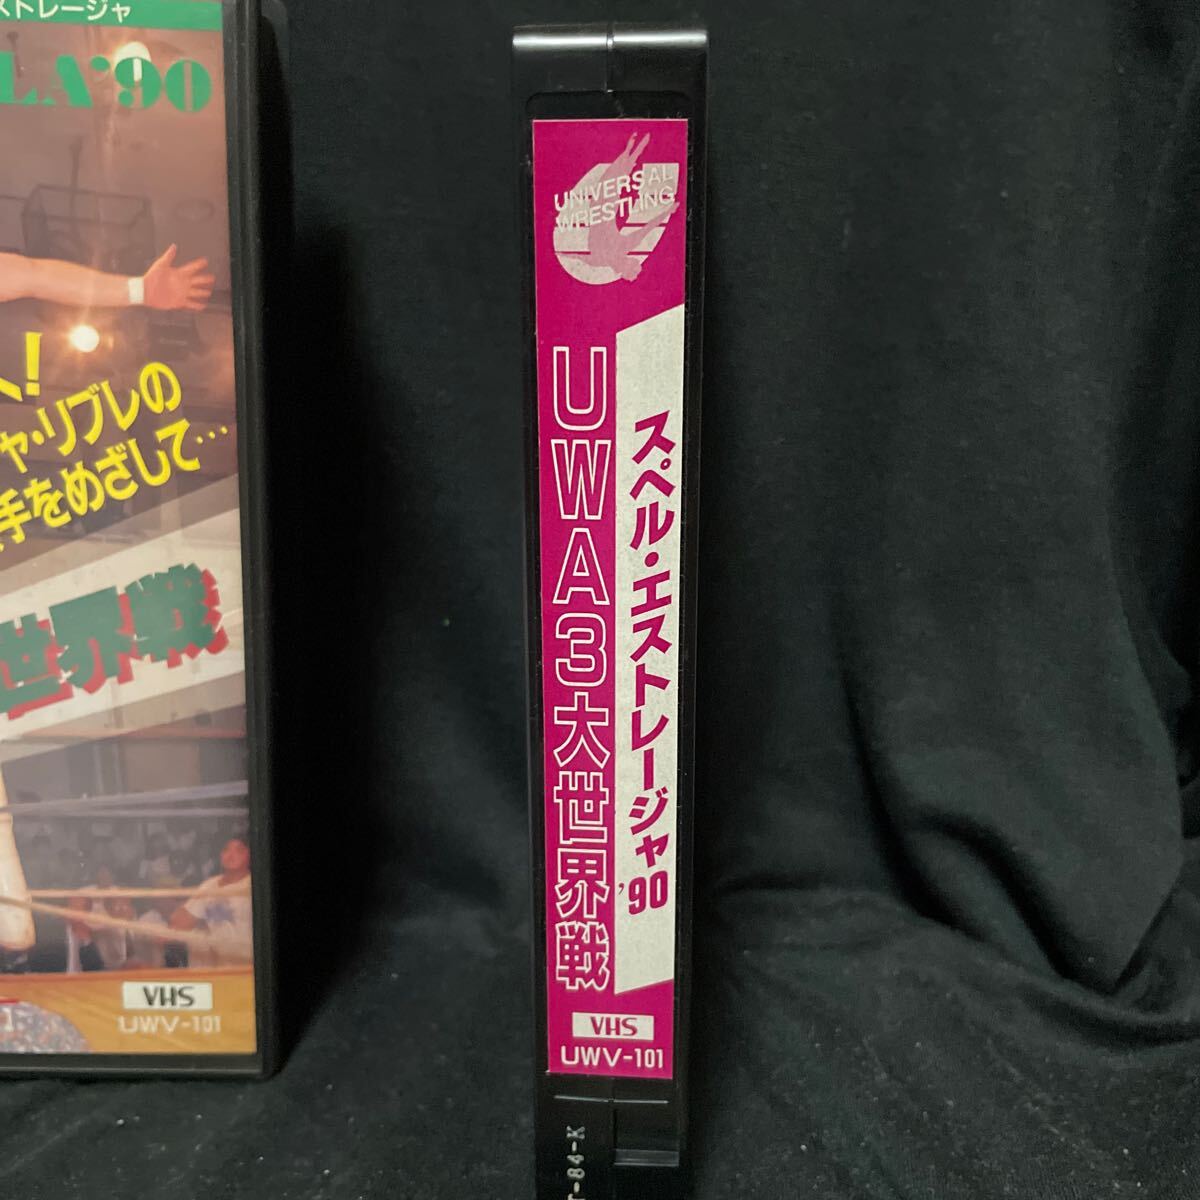 ストレージャ
LA'90
ヘ!
ャ・リブレの
手をめざして…
世界戦
VHS
UWV-101
UNIVERSAL
WRESTLING
スペル・エストレージャ'90
UWA3大世界戦
VHS
UWV-101
T-84-K